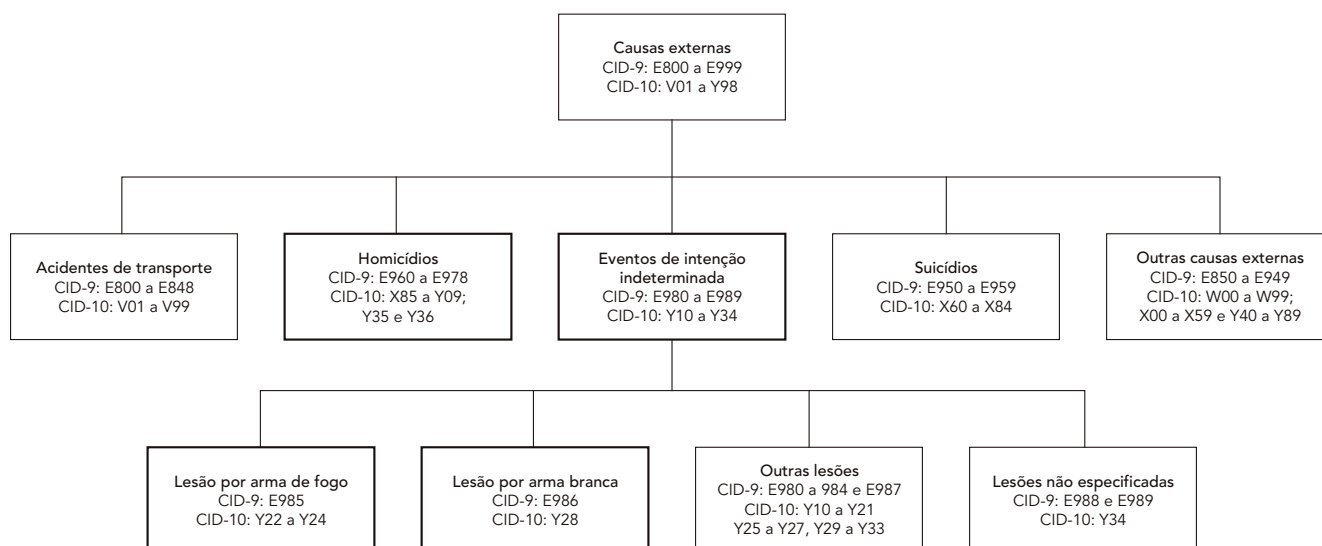 Causas externas
CID-9: E800 a E999
CID-10: V01 a Y98
Acidentes de transporte
CID-9: E800 a E848
CID-10: V01 a V99
Homicídios
CID-9: E960 a E978
CID-10: X85 a Y09;
Y35 e Y36
Eventos de intenção
indeterminada
CID-9: E980 a E989
CID-10: Y10 a Y34
Suicídios
CID-9: E950 a E959
CID-10: X60 a X84
Outras causas externas
CID-9: E850 a E949
CID-10: W00 a W99;
X00 a X59 e Y40 a Y89
Lesão por arma de fogo
CID-9: E985
CID-10: Y22 a Y24
Lesão por arma branca
CID-9: E986
CID-10: Y28
Outras lesões
CID-9: E980 a 984 e E987
CID-10: Y10 a Y21
Y25 a Y27, Y29 a Y33
Lesões não especificadas
CID-9: E988 e E989
CID-10: Y34